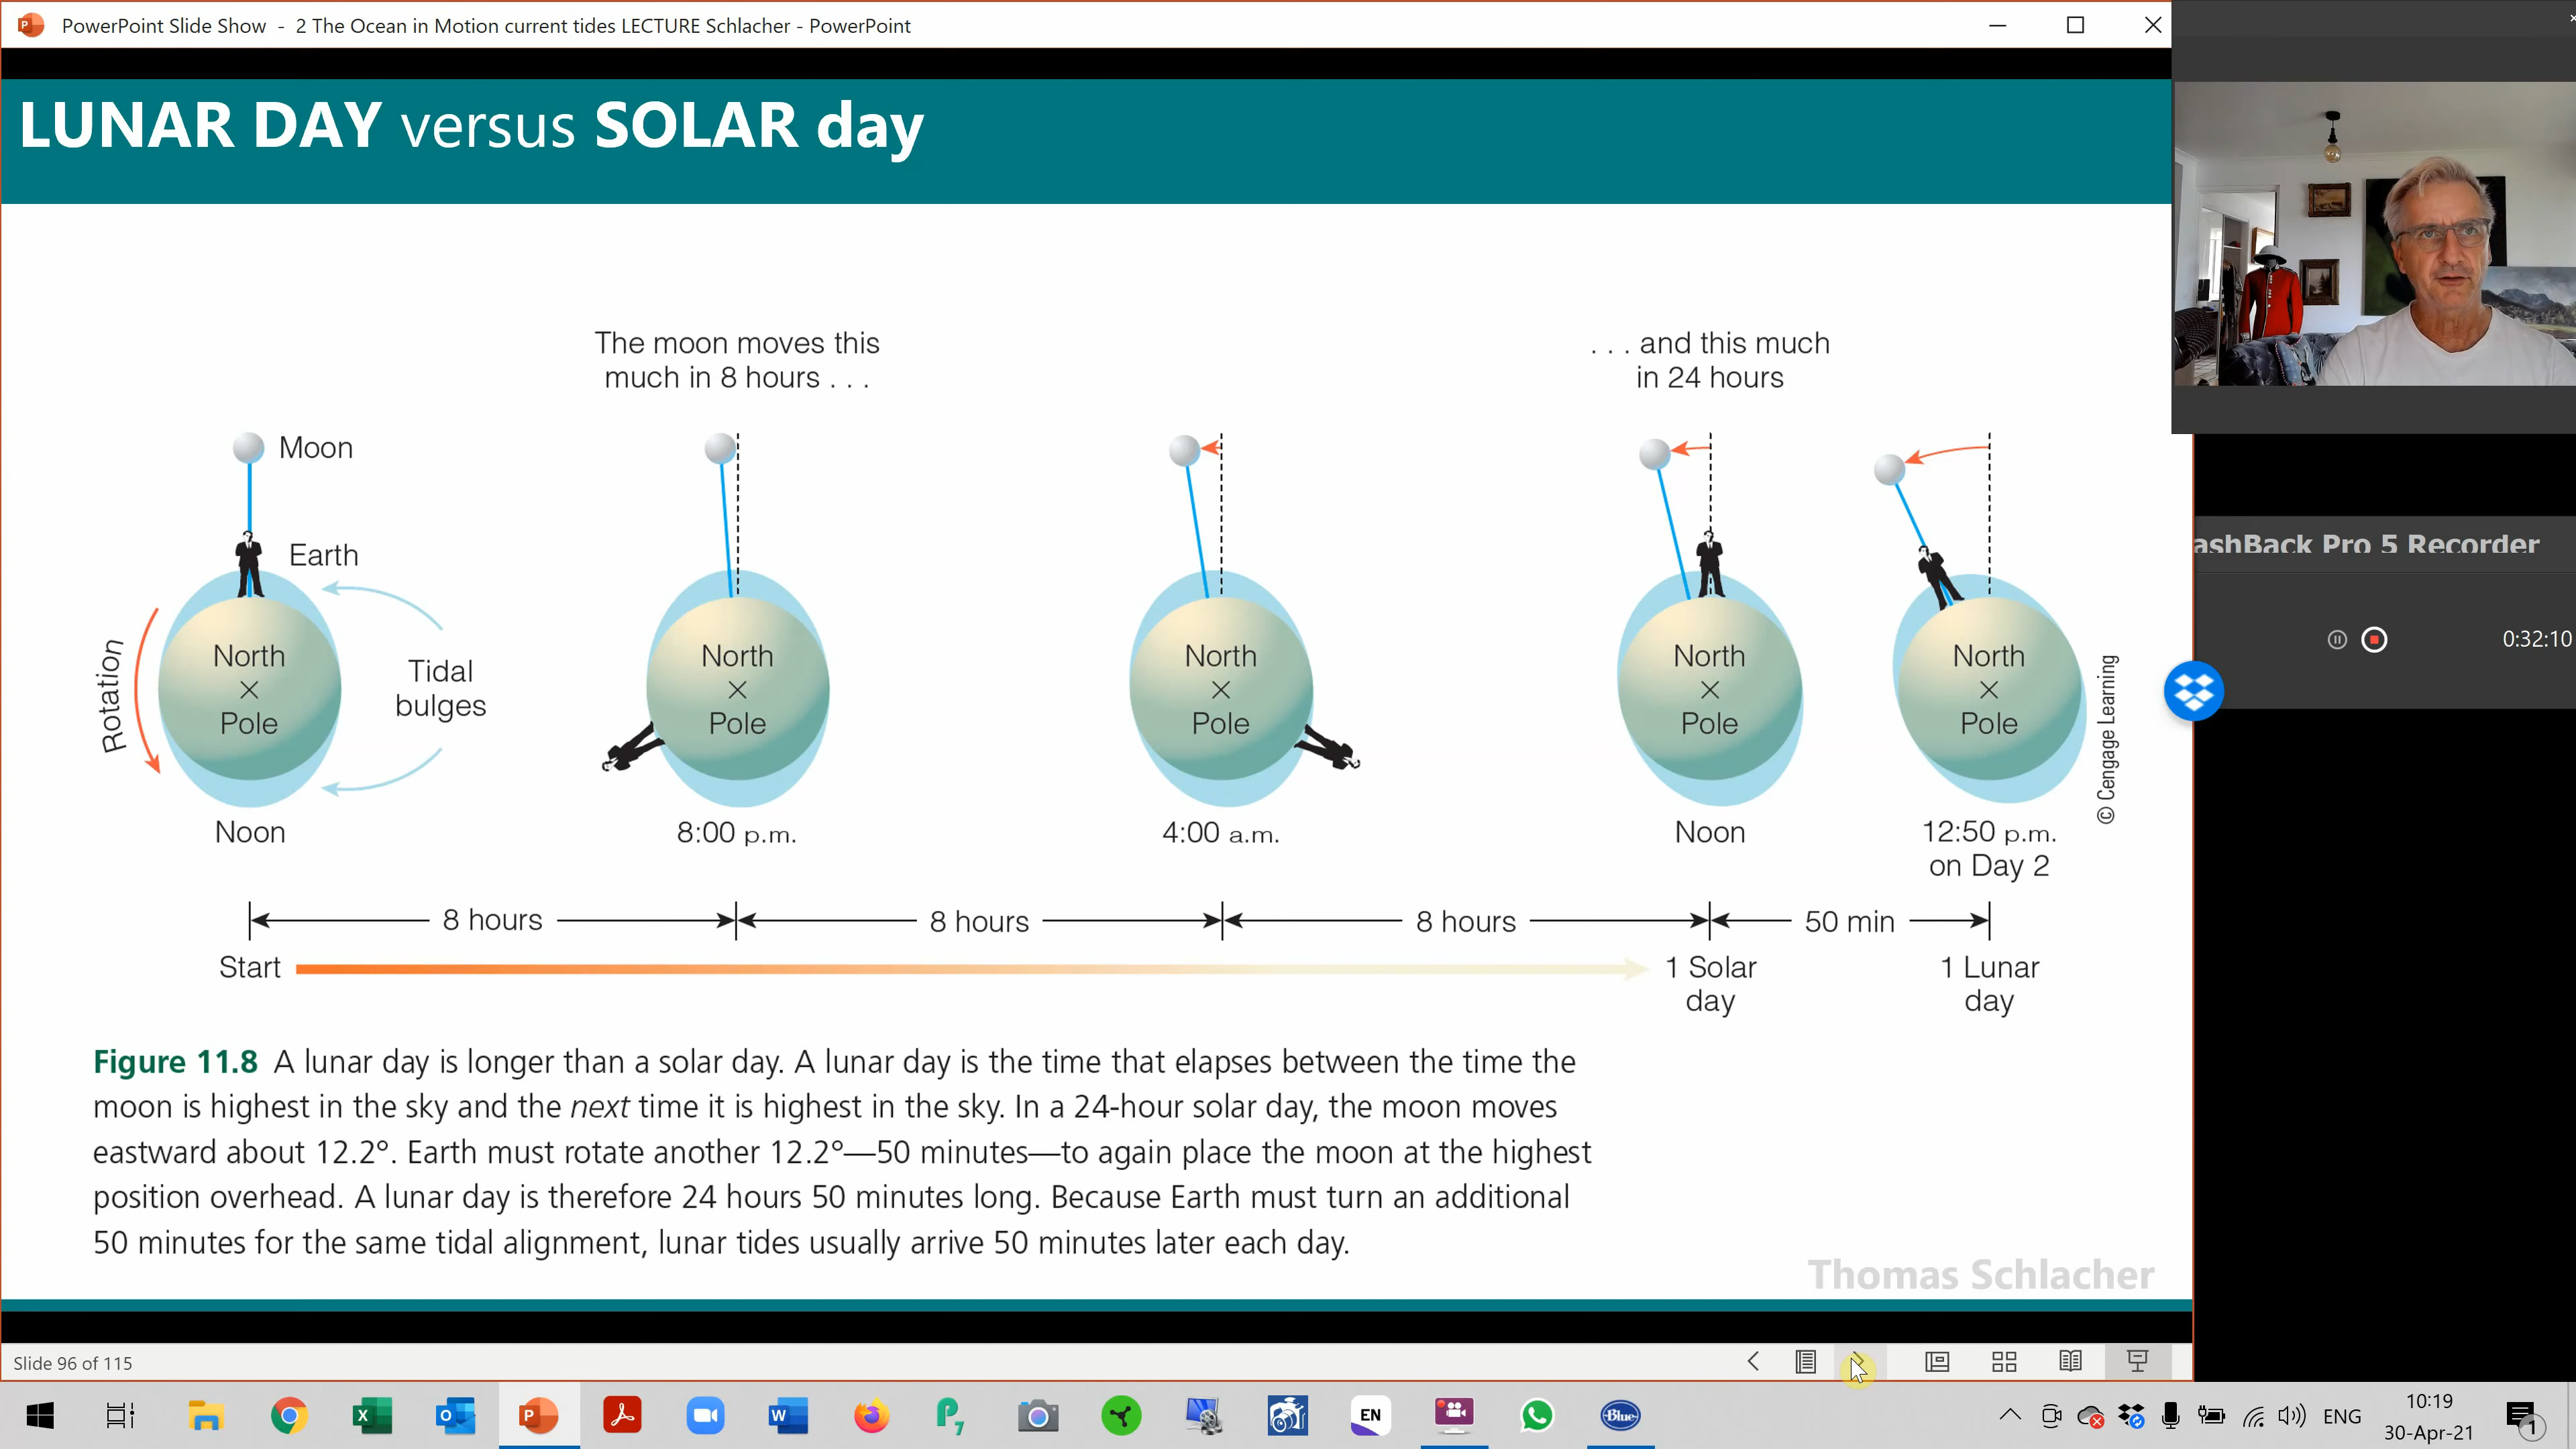 PowerPoint Slide Show - 2 The Ocean in Motion current tides LECTURE Schlacher - PowerPoint
LUNAR DAY versus SOLAR day
The moon moves this
much in 8 hours . . .
. . . and this much
in 24 hours
Moon
Earth
Rotation
Tidal
bulges
North
×
Pole
North
×
Pole
North
×
Pole
North
×
Pole
North
×
Pole
© Cengage Learning
Noon
8:00 p.m.
4:00 a.m.
Noon
12:50 p.m.
on Day 2
8 hours
8 hours
8 hours
50 min
Start
1 Solar
day
1 Lunar
day
Figure 11.8 A lunar day is longer than a solar day. A lunar day is the time that elapses between the time the
moon is highest in the sky and the next time it is highest in the sky. In a 24-hour solar day, the moon moves
eastward about 12.2°. Earth must rotate another 12.2°—50 minutes—to again place the moon at the highest
position overhead. A lunar day is therefore 24 hours 50 minutes long. Because Earth must turn an additional
50 minutes for the same tidal alignment, lunar tides usually arrive 50 minutes later each day.
Thomas Schlacher
ashBack Pro 5 Recorder
0:32:10
Slide 96 of 115
EN
Blue
ENG
10:19
30-Apr-21
1